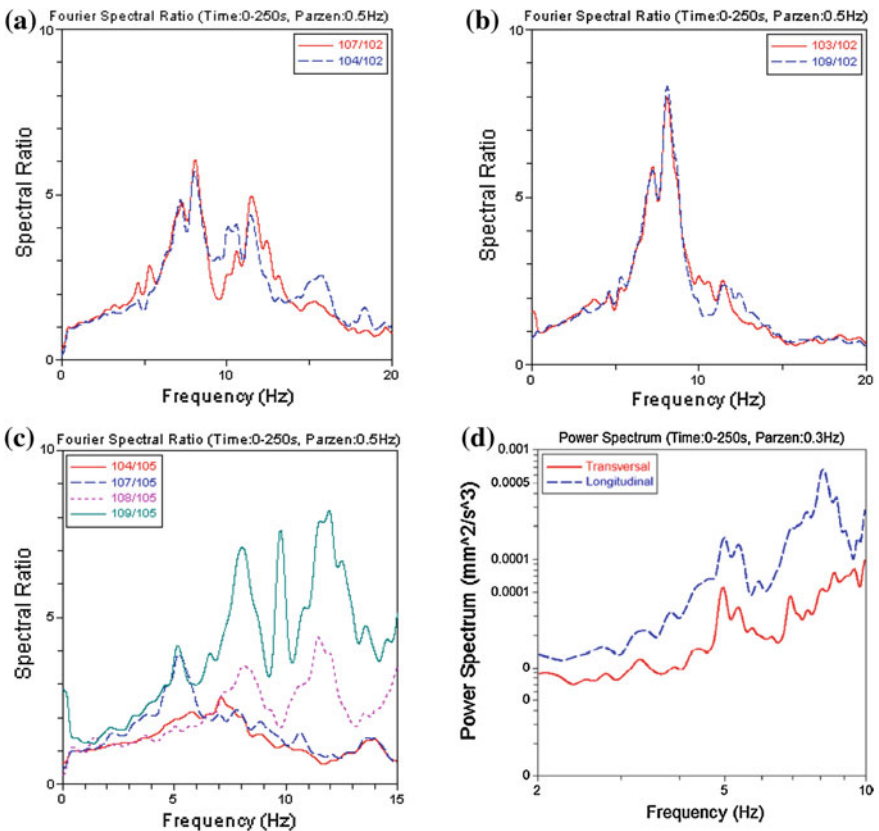 (a)
Fourier Spectral Ratio (Time:0-250s, Parzen:0.5Hz)
10
107/102
104/102
Spectral Ratio
5
0
0
10
20
Frequency (Hz)
(b)
Fourier Spectral Ratio (Time:0-250s, Parzen:0.5Hz)
10
103/102
109/102
Spectral Ratio
5
0
0
10
20
Frequency (Hz)
(c)
Fourier Spectral Ratio (Time:0-250s, Parzen:0.5Hz)
10
104/105
107/105
108/105
109/105
Spectral Ratio
5
0
0
5
10
15
Frequency (Hz)
(d)
Power Spectrum (Time:0-250s, Parzen:0.3Hz)
0.001
Transversal
0.0005
Longitudinal
Power Spectrum (mm^2/s^3)
0.0001
0.0001
0
0
0
2
5
10
Frequency (Hz)